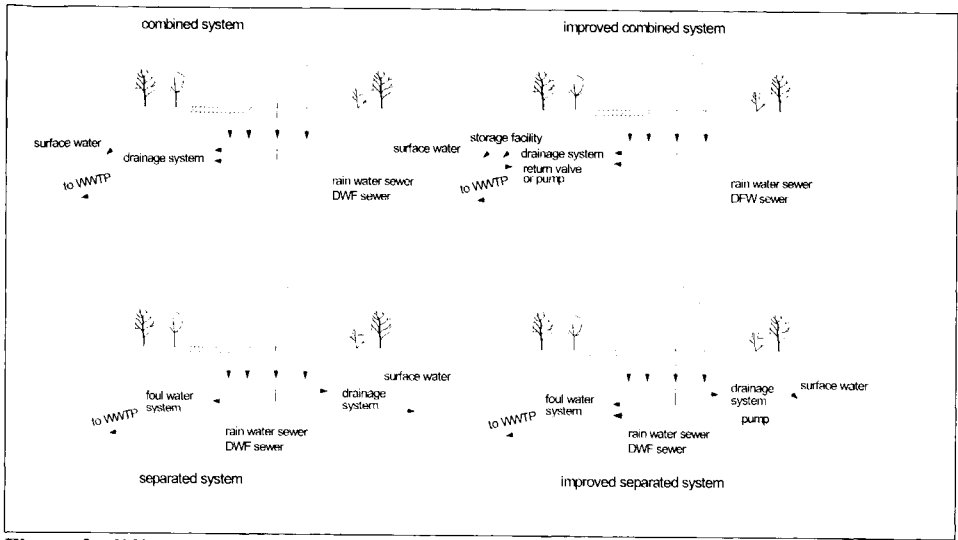 combined system
improved combined system
surface water
drainage system
to WWTP
rain water sewer
DWF sewer
storage facility
surface water
drainage system
return valve
or pump
to WWTP
rain water sewer
DFW sewer
foul water
system
to WWTP
surface water
drainage
system
rain water sewer
DWF sewer
separated system
foul water
system
to WWTP
drainage
system
surface water
pump
rain water sewer
DWF sewer
improved separated system